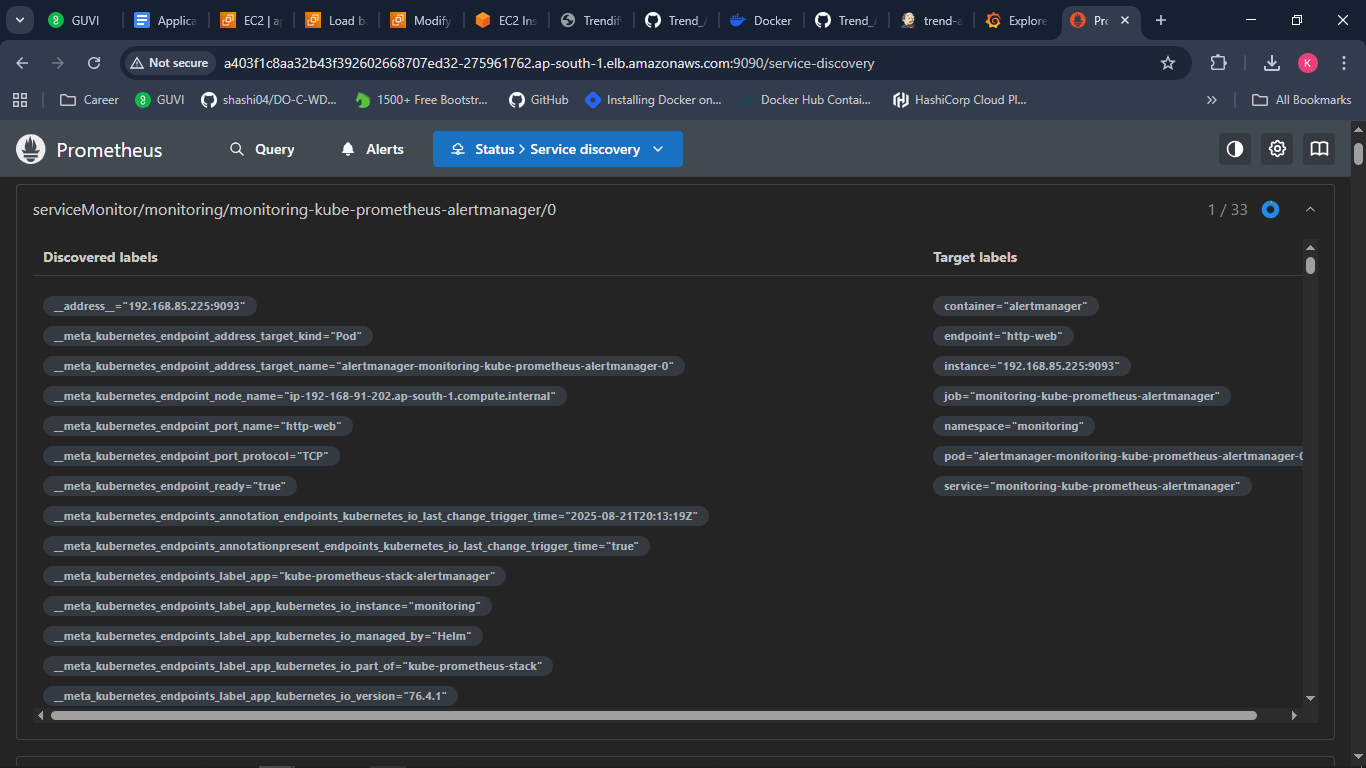 GUVI
Applica
EC2 | a
Load b
Modify
EC2 Ins
Trendif
Trend_
Docker
Trend_
trend-a
Explore
Pr
Not secure
a403f1c8aa32b43f392602668707ed32-275961762.ap-south-1.elb.amazonaws.com:9090/service-discovery
K
Career
GUVI
shashi04/DO-C-WD...
1500+ Free Bootstr...
GitHub
Installing Docker on...
Docker Hub Contai...
HashiCorp Cloud Pl...
All Bookmarks
Prometheus
Query
Alerts
Status > Service discovery
serviceMonitor/monitoring/monitoring-kube-prometheus-alertmanager/0
1 / 33
Discovered labels
Target labels
__address__="192.168.85.225:9093"
container="alertmanager"
__meta_kubernetes_endpoint_address_target_kind="Pod"
endpoint="http-web"
__meta_kubernetes_endpoint_address_target_name="alertmanager-monitoring-kube-prometheus-alertmanager-0"
instance="192.168.85.225:9093"
__meta_kubernetes_endpoint_node_name="ip-192-168-91-202.ap-south-1.compute.internal"
job="monitoring-kube-prometheus-alertmanager"
__meta_kubernetes_endpoint_port_name="http-web"
namespace="monitoring"
__meta_kubernetes_endpoint_port_protocol="TCP"
pod="alertmanager-monitoring-kube-prometheus-alertmanager-0
__meta_kubernetes_endpoint_ready="true"
service="monitoring-kube-prometheus-alertmanager"
__meta_kubernetes_endpoints_annotation_endpoints_kubernetes_io_last_change_trigger_time="2025-08-21T20:13:19Z"
__meta_kubernetes_endpoints_annotationpresent_endpoints_kubernetes_io_last_change_trigger_time="true"
__meta_kubernetes_endpoints_label_app="kube-prometheus-stack-alertmanager"
__meta_kubernetes_endpoints_label_app_kubernetes_io_instance="monitoring"
__meta_kubernetes_endpoints_label_app_kubernetes_io_managed_by="Helm"
__meta_kubernetes_endpoints_label_app_kubernetes_io_part_of="kube-prometheus-stack"
__meta_kubernetes_endpoints_label_app_kubernetes_io_version="76.4.1"